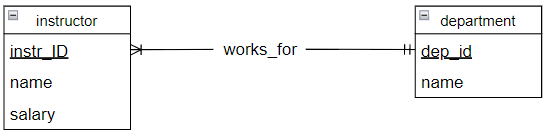 instructor
instr_ID
name
salary
works_for
department
dep_id
name